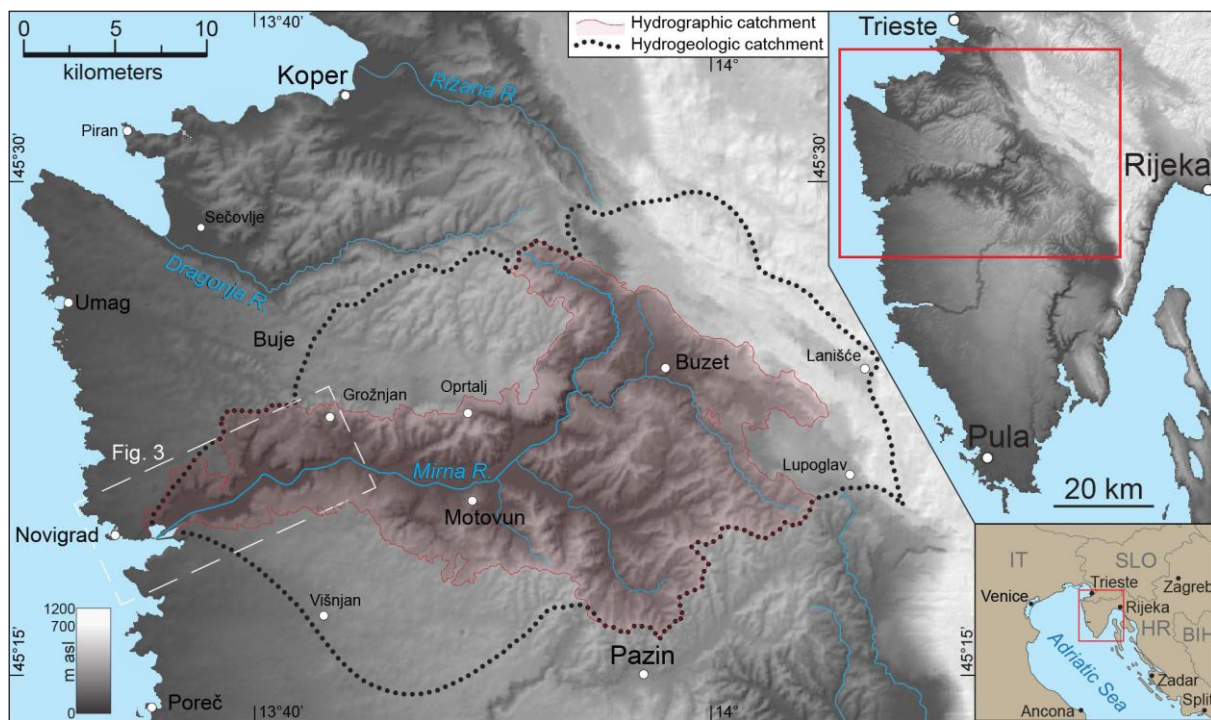 0 5 10
kilometers
13°40'
Hydrographic catchment
Hydrogeologic catchment
14°
Trieste
Koper
Rižana R.
Piran
45°30'
45°30'
Rijeka
Sečovlje
Dragonja R.
Umag
Buje
Buzet
Lanišće
Grožnjan
Oprtalj
Fig. 3
Mirna R.
Lupoglav
Pula
20 km
Motovun
Novigrad
Višnjan
1200
700
m asl
0
45°15'
45°15'
Pazin
Poreč
13°40'
14°
IT
SLO
Trieste
Zagreb
Venice
Rijeka
HR
BIH
Adriatic Sea
Zadar
Split
Ancona